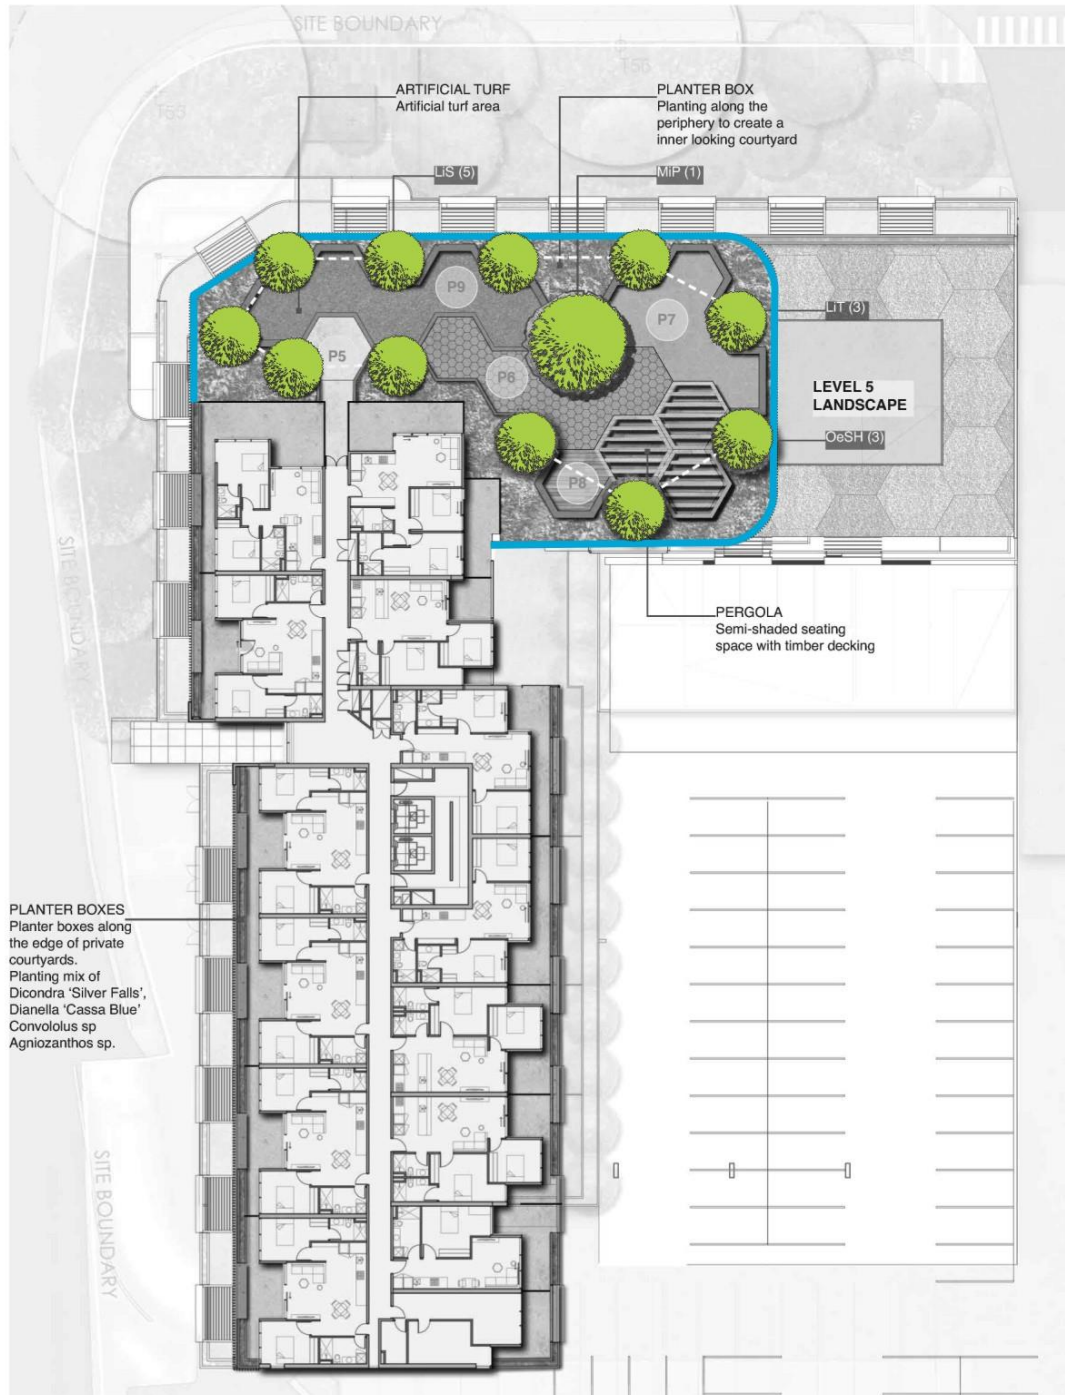 SITE BOUNDARY
T53
T53
ARTIFICIAL TURF
Artificial turf area
PLANTER BOX
Planting along the
periphery to create a
inner looking courtyard
LiS (5)
MiP (1)
P9
P7
LiT (3)
P5
P6
LEVEL 5
LANDSCAPE
OeSH (3)
P8
SITE BOUNDARY
PERGOLA
Semi-shaded seating
space with timber decking
PLANTER BOXES
Planter boxes along
the edge of private
courtyards.
Planting mix of
Dicondra ‘Silver Falls’,
Dianella ‘Cassa Blue’
Convololus sp
Agniozanthos sp.
SITE BOUNDARY